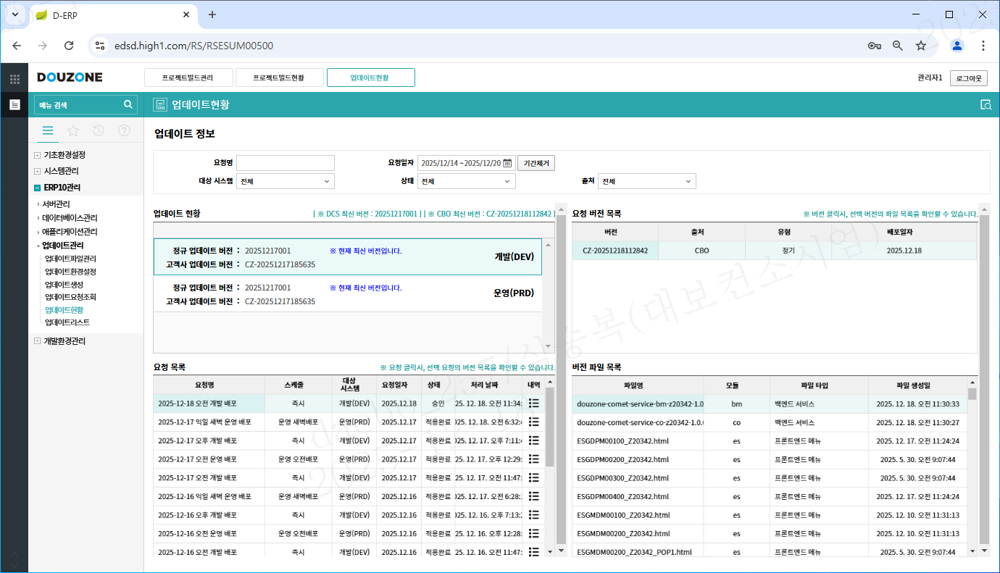 D-ERP
edsd.high1.com/RS/RSESUM00500
DOUZONE
프로젝트빌드관리
프로젝트빌드현황
업데이트현황
관리자1
로그아웃
메뉴 검색
업데이트현황
기초환경설정
시스템관리
ERP10관리
서버관리
데이터베이스관리
애플리케이션관리
업데이트관리
업데이트파일관리
업데이트환경설정
업데이트생성
업데이트요청조회
업데이트현황
업데이트리스트
개발환경관리
업데이트 정보
요청명
요청일자 2025/12/14 ~ 2025/12/20 기간제거
대상 시스템 전체 상태 전체 출처 전체
업데이트 현황 [ ※ DCS 최신 버전 : 20251217001 ] [ ※ CBO 최신 버전 : CZ-20251218112842 ]
정규 업데이트 버전 : 20251217001 ※ 현재 최신 버전입니다.
고객사 업데이트 버전 : CZ-20251217185635
개발(DEV)
정규 업데이트 버전 : 20251217001 ※ 현재 최신 버전입니다.
고객사 업데이트 버전 : CZ-20251217185635
운영(PRD)
요청 버전 목록 ※ 버전 클릭시, 선택 버전의 파일 목록을 확인할 수 있습니다.
버전 출처 유형 배포일자
CZ-20251218112842 CBO 정기 2025.12.18
요청 목록 ※ 요청 클릭시, 선택 요청의 버전 목록을 확인할 수 있습니다.
요청명 스케줄 대상 시스템 요청일자 상태 처리 날짜 내역
2025-12-18 오전 개발 배포 즉시 개발(DEV) 2025.12.18 승인 25. 12. 18. 오전 11:34:
2025-12-17 익일 새벽 운영 배포 운영 새벽배포 운영(PRD) 2025.12.17 적용완료 25. 12. 18. 오전 6:32:
2025-12-17 오후 개발 배포 즉시 개발(DEV) 2025.12.17 적용완료 25. 12. 17. 오후 7:11:
2025-12-17 오전 운영 배포 운영 오전배포 운영(PRD) 2025.12.17 적용완료 25. 12. 17. 오후 12:29:
2025-12-17 오전 개발 배포 즉시 개발(DEV) 2025.12.17 적용완료 25. 12. 17. 오전 11:47:
2025-12-16 익일 새벽 운영 배포 운영 새벽배포 운영(PRD) 2025.12.16 적용완료 25. 12. 17. 오전 6:28:
2025-12-16 오후 개발 배포 즉시 개발(DEV) 2025.12.16 적용완료 25. 12. 16. 오후 7:13:
2025-12-16 오전 운영 배포 운영 오전배포 운영(PRD) 2025.12.16 적용완료 25. 12. 16. 오후 12:28:
2025-12-16 오전 개발 배포 즉시 개발(DEV) 2025.12.16 적용완료 25. 12. 16. 오전 11:47:
버전 파일 목록
파일명 모듈 파일 타입 파일 생성일
douzone-comet-service-bm-z20342-1.0 bm 백엔드 서비스 2025. 12. 18. 오전 11:30:33
douzone-comet-service-co-z20342-1.0. co 백엔드 서비스 2025. 12. 18. 오전 11:30:27
ESGDPM00100_Z20342.html es 프론트엔드 메뉴 2025. 12. 17. 오전 11:24:24
ESGDPM00200_Z20342.html es 프론트엔드 메뉴 2025. 5. 30. 오전 9:07:44
ESGDPM00300_Z20342.html es 프론트엔드 메뉴 2025. 5. 30. 오전 9:07:44
ESGDPM00400_Z20342.html es 프론트엔드 메뉴 2025. 12. 17. 오전 11:24:24
ESGMDM00100_Z20342.html es 프론트엔드 메뉴 2025. 12. 10. 오전 11:31:13
ESGMDM00200_Z20342.html es 프론트엔드 메뉴 2025. 12. 10. 오전 11:31:13
ESGMDM00200_Z20342_POP1.html es 프론트엔드 메뉴 2025. 5. 30. 오전 9:07:44